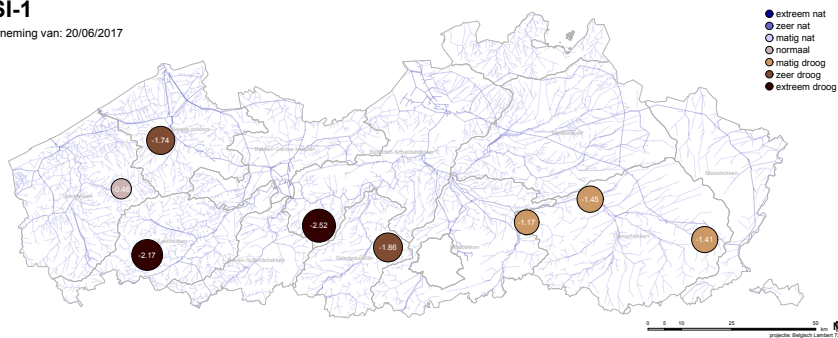 SI-1
neming van: 20/06/2017
extreem nat
zeer nat
matig nat
normaal
matig droog
zeer droog
extreem droog
-1.74
-2.17
-2.52
-1.86
-1.17
-1.45
-1.41
Maasbekken
Demerbekken
0 5 10 25 50 km
projectie: Belgisch Lambert 72